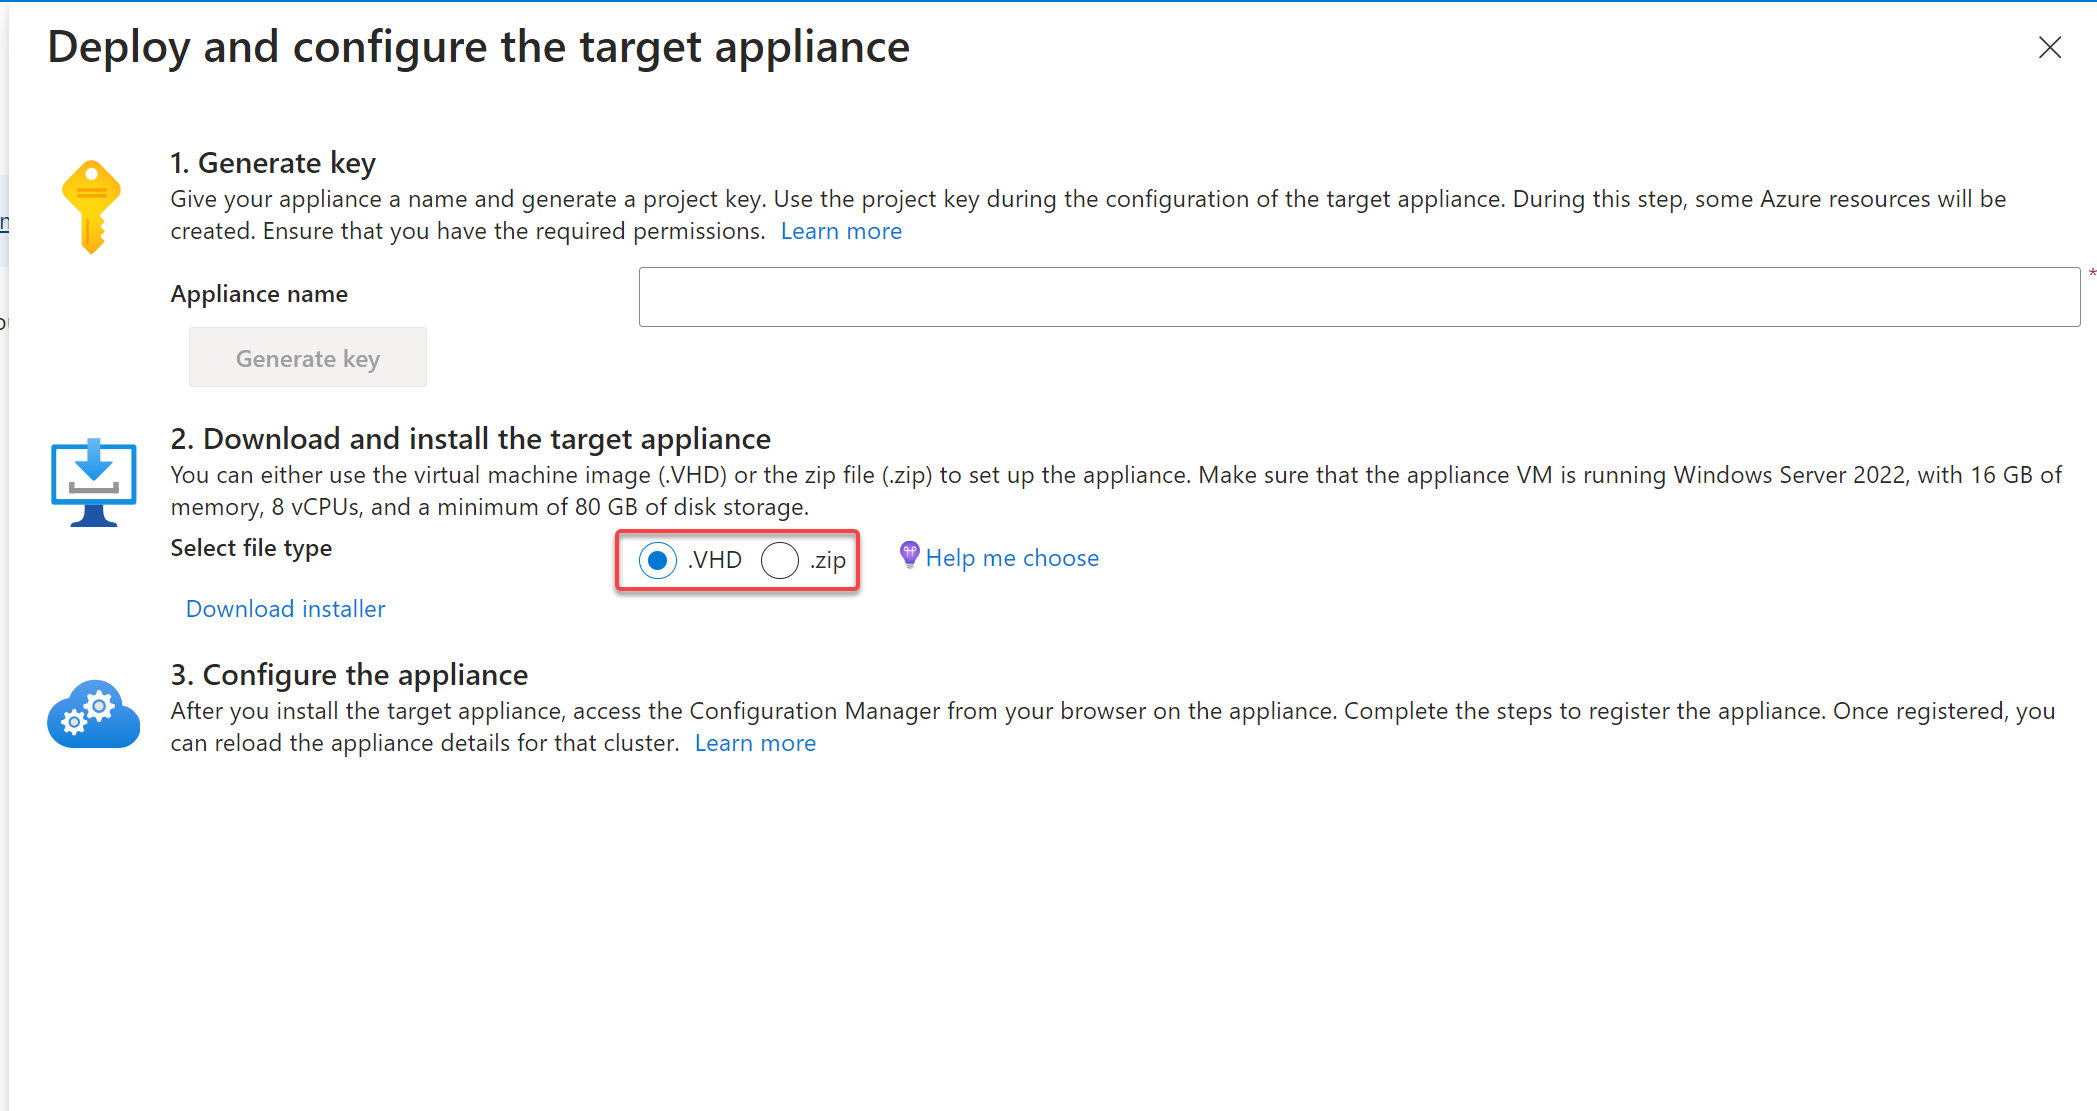 Deploy and configure the target appliance
1. Generate key
Give your appliance a name and generate a project key. Use the project key during the configuration of the target appliance. During this step, some Azure resources will be
created. Ensure that you have the required permissions. Learn more
Appliance name
*
Generate key
2. Download and install the target appliance
You can either use the virtual machine image (.VHD) or the zip file (.zip) to set up the appliance. Make sure that the appliance VM is running Windows Server 2022, with 16 GB of
memory, 8 vCPUs, and a minimum of 80 GB of disk storage.
Select file type
.VHD .zip Help me choose
Download installer
3. Configure the appliance
After you install the target appliance, access the Configuration Manager from your browser on the appliance. Complete the steps to register the appliance. Once registered, you
can reload the appliance details for that cluster. Learn more